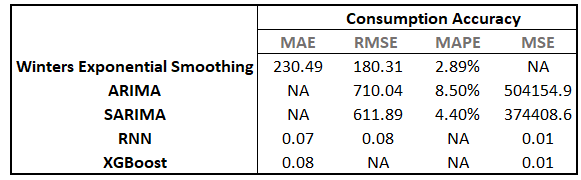 Consumption Accuracy
MAE RMSE MAPE MSE
Winters Exponential Smoothing 230.49 180.31 2.89% NA
ARIMA NA 710.04 8.50% 504154.9
SARIMA NA 611.89 4.40% 374408.6
RNN 0.07 0.08 NA 0.01
XGBoost 0.08 NA NA 0.01